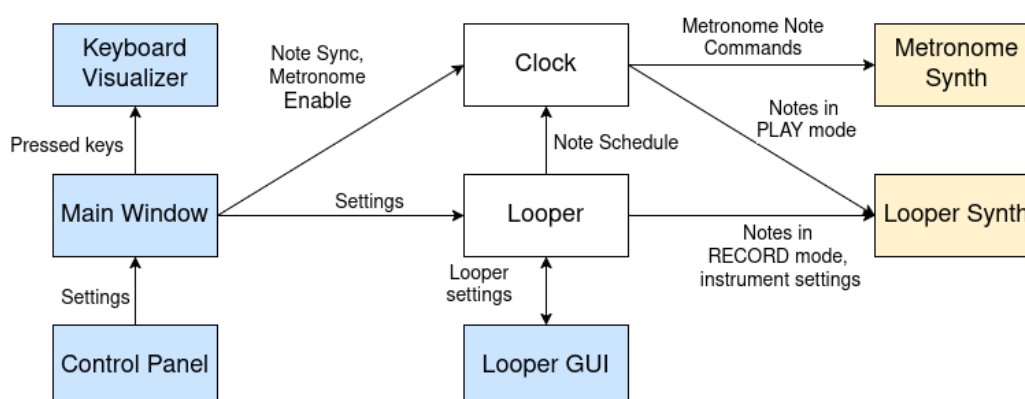 Keyboard
Visualizer
Note Sync,
Metronome
Enable
Clock
Metronome Note
Commands
Metronome
Synth
Pressed keys
Note Schedule
Notes in
PLAY mode
Main Window
Settings
Looper
Looper Synth
Settings
Looper
settings
Notes in
RECORD mode,
instrument settings
Control Panel
Looper GUI